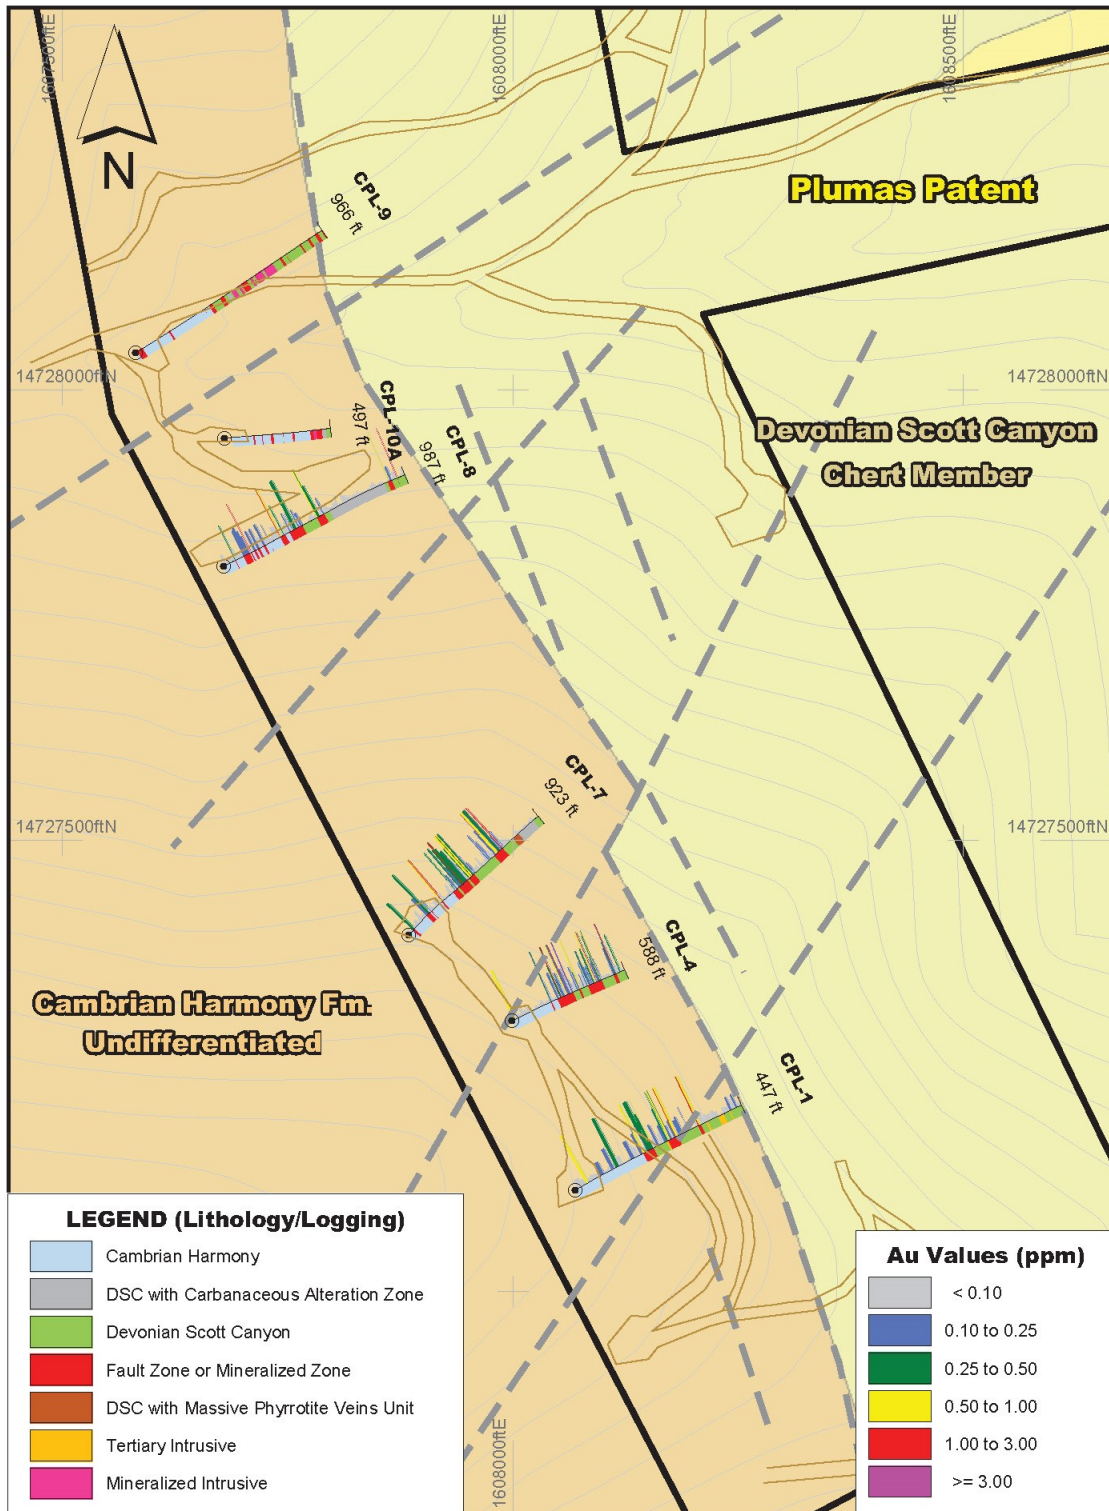 1607500ftE
1608000ftE
1608500ftE
N
CPL-9
966 ft
Plumas Patent
14728000ftN
14728000ftN
CPL-10A
497 ft
CPL-8
987 ft
Devonian Scott Canyon
Chert Member
CPL-7
923 ft
14727500ftN
14727500ftN
CPL-4
588 ft
Cambrian Harmony Fm.
Undifferentiated
CPL-1
447 ft
LEGEND (Lithology/Logging)
Cambrian Harmony
DSC with Carbanaceous Alteration Zone
Devonian Scott Canyon
Fault Zone or Mineralized Zone
DSC with Massive Phyrrotite Veins Unit
Tertiary Intrusive
Mineralized Intrusive
1608000ftE
Au Values (ppm)
< 0.10
0.10 to 0.25
0.25 to 0.50
0.50 to 1.00
1.00 to 3.00
>= 3.00